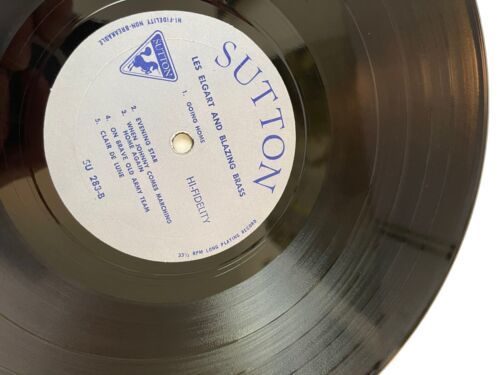 SUTTON
LES ELGART AND BLAZING BRASS
1. GOING HOME
HI-FIDELITY
2. EVENING STAR
3. WHEN JOHNNY COMES MARCHING
HOME AGAIN
4. ON BRAVE OLD ARMY TEAM
5. CLAIR DE LUNE
SU 283-B
SUTTON
HI-FIDELITY NON-BREAKABLE
33⅓ RPM LONG PLAYING RECORD